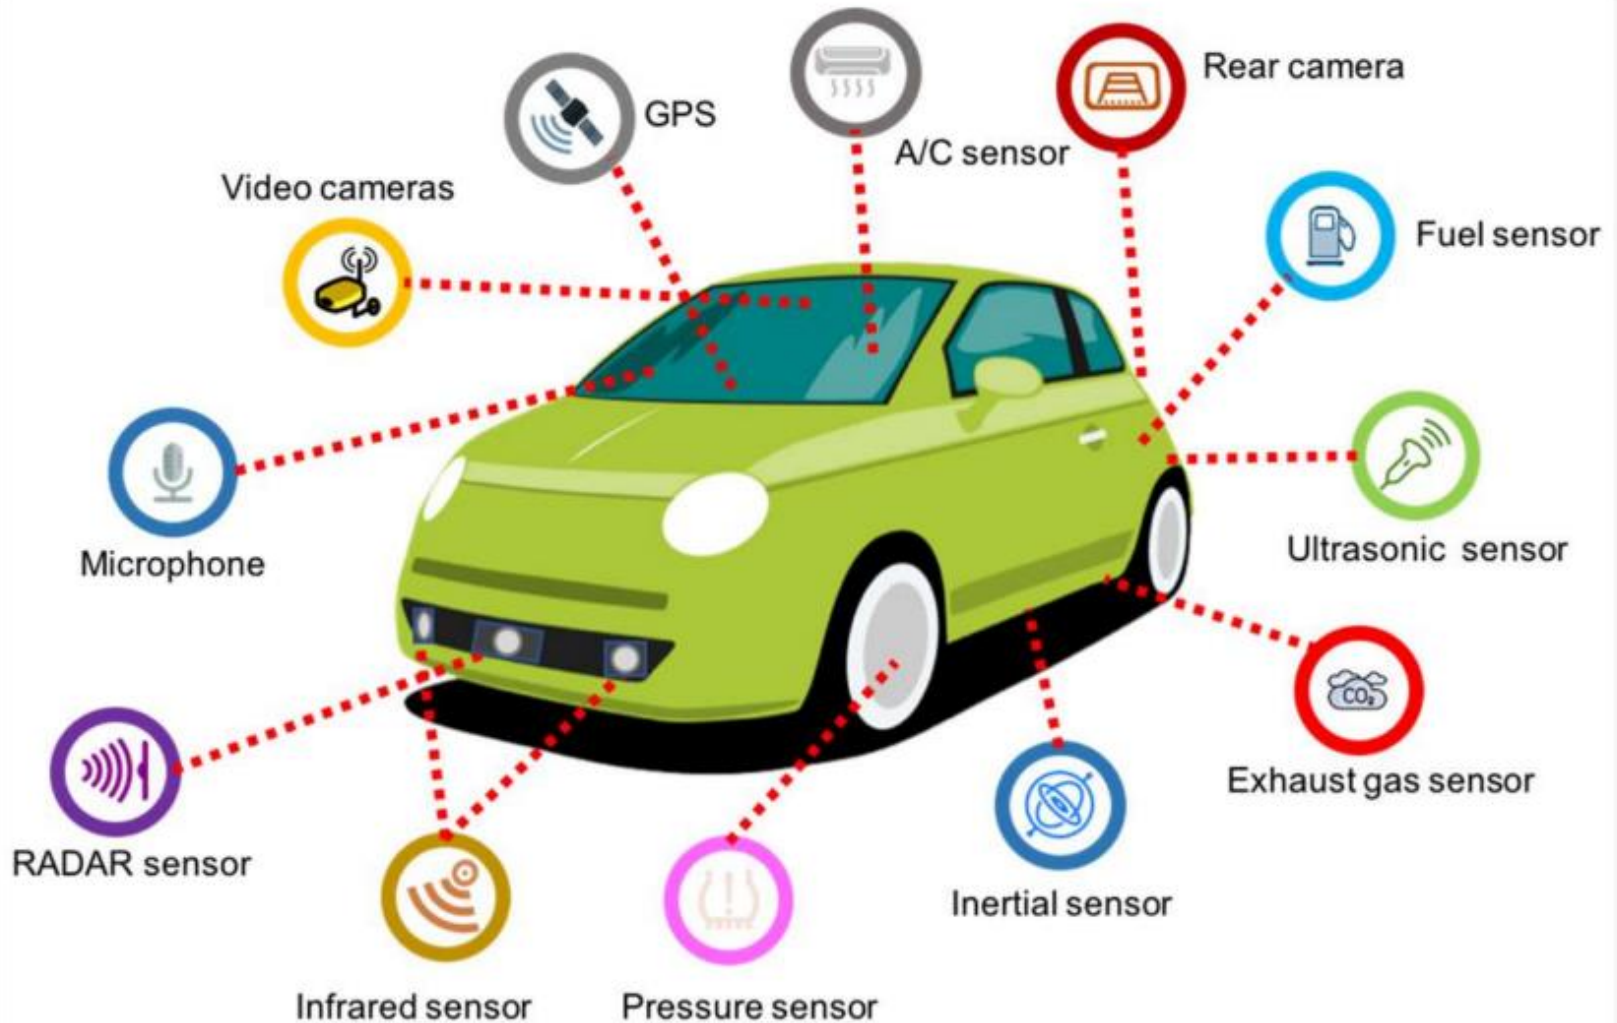 Rear camera
GPS
A/C sensor
Video cameras
Fuel sensor
Microphone
Ultrasonic sensor
CO₂
Exhaust gas sensor
RADAR sensor
Inertial sensor
Infrared sensor
Pressure sensor